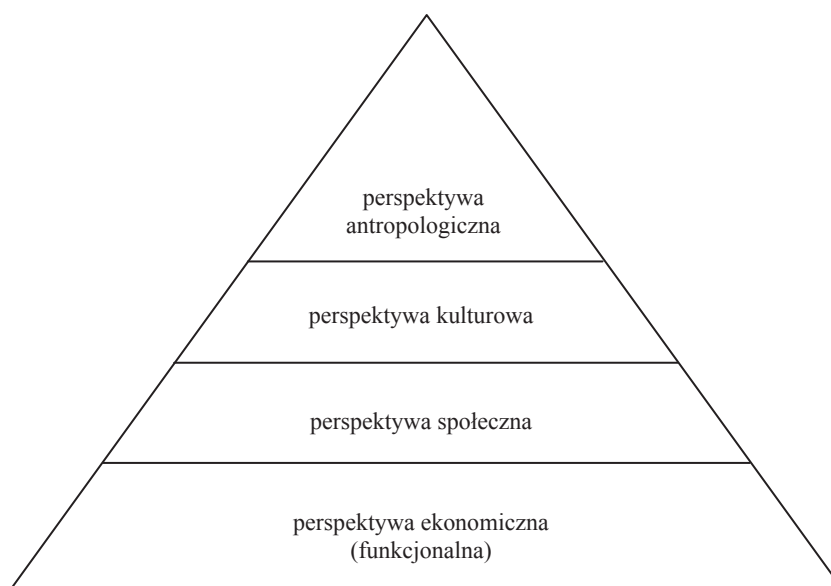 perspektywa
antropologiczna
perspektywa kulturowa
perspektywa społeczna
perspektywa ekonomiczna
(funkcjonalna)